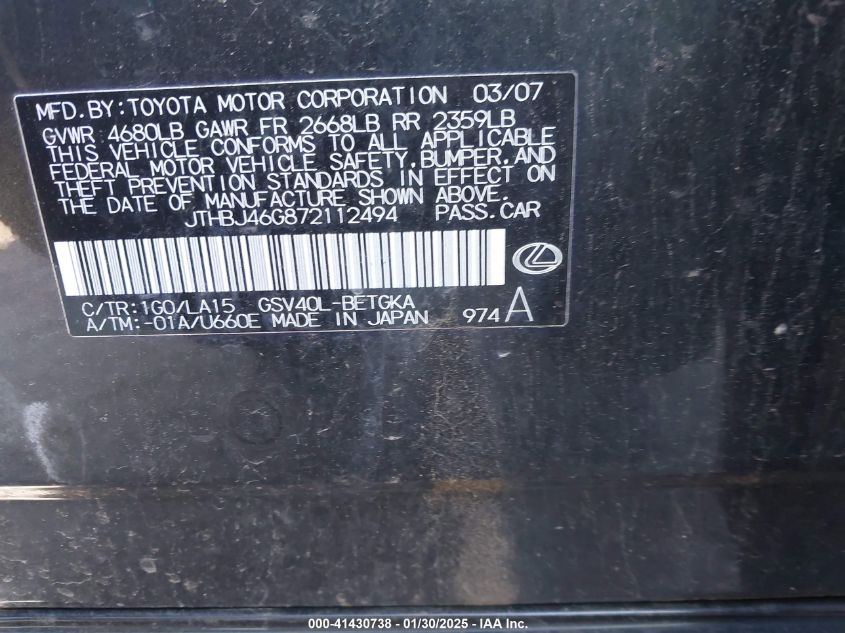 MFD.BY:TOYOTA MOTOR CORPORATION 03/07
GVWR 4680LB GAWR FR 2668LB RR 2359LB
THIS VEHICLE CONFORMS TO ALL APPLICABLE
FEDERAL MOTOR VEHICLE SAFETY,BUMPER,AND
THEFT PREVENTION STANDARDS IN EFFECT ON
THE DATE OF MANUFACTURE SHOWN ABOVE.
JTHBJ46G872112494 PASS.CAR
C/TR:1G0/LA15 GSV40L-BETGKA
A/TM:-01A/U660E MADE IN JAPAN 974A
000-41430738 - 01/30/2025 - IAA Inc.